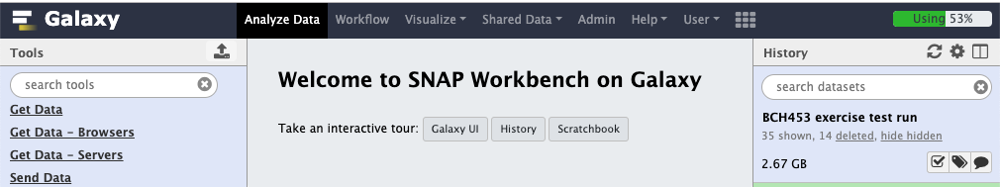 Galaxy
Analyze Data Workflow Visualize Shared Data Admin Help User
Using 53%
Tools
search tools
Get Data
Get Data - Browsers
Get Data - Servers
Send Data
Welcome to SNAP Workbench on Galaxy
Take an interactive tour: Galaxy UI History Scratchbook
History
search datasets
BCH453 exercise test run
35 shown, 14 deleted, hide hidden
2.67 GB